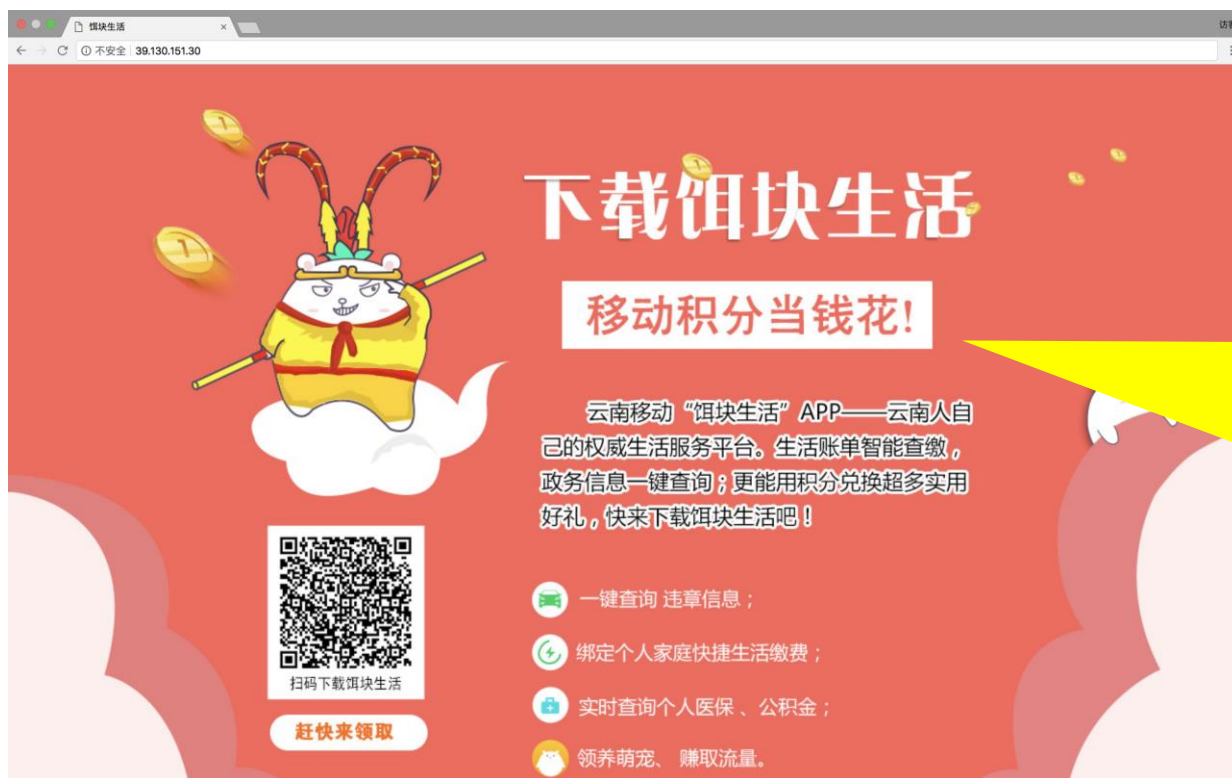 饵块生活
访客
不安全 39.130.151.30
下载饵块生活
移动积分当钱花!
云南移动“饵块生活”APP——云南人自
己的权威生活服务平台。生活账单智能查缴,
政务信息一键查询;更能用积分兑换超多实用
好礼,快来下载饵块生活吧!
扫码下载饵块生活
赶快来领取
一键查询 违章信息;
绑定个人家庭快捷生活缴费;
实时查询个人医保、公积金;
领养萌宠、 赚取流量。